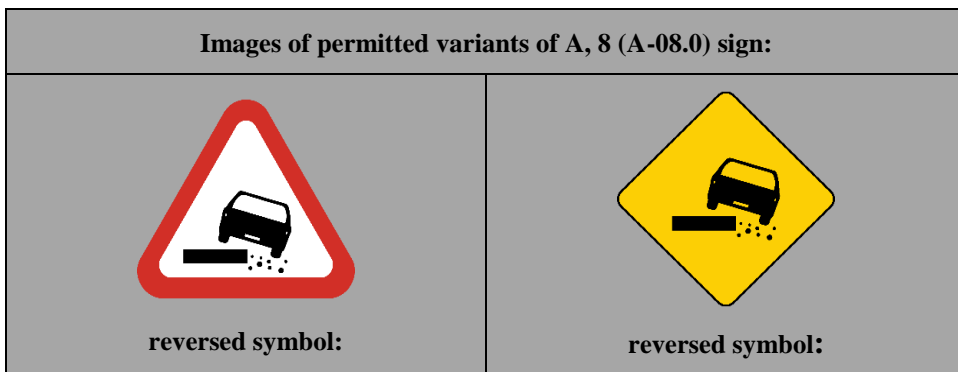 Images of permitted variants of A, 8 (A-08.0) sign:
reversed symbol:
reversed symbol: